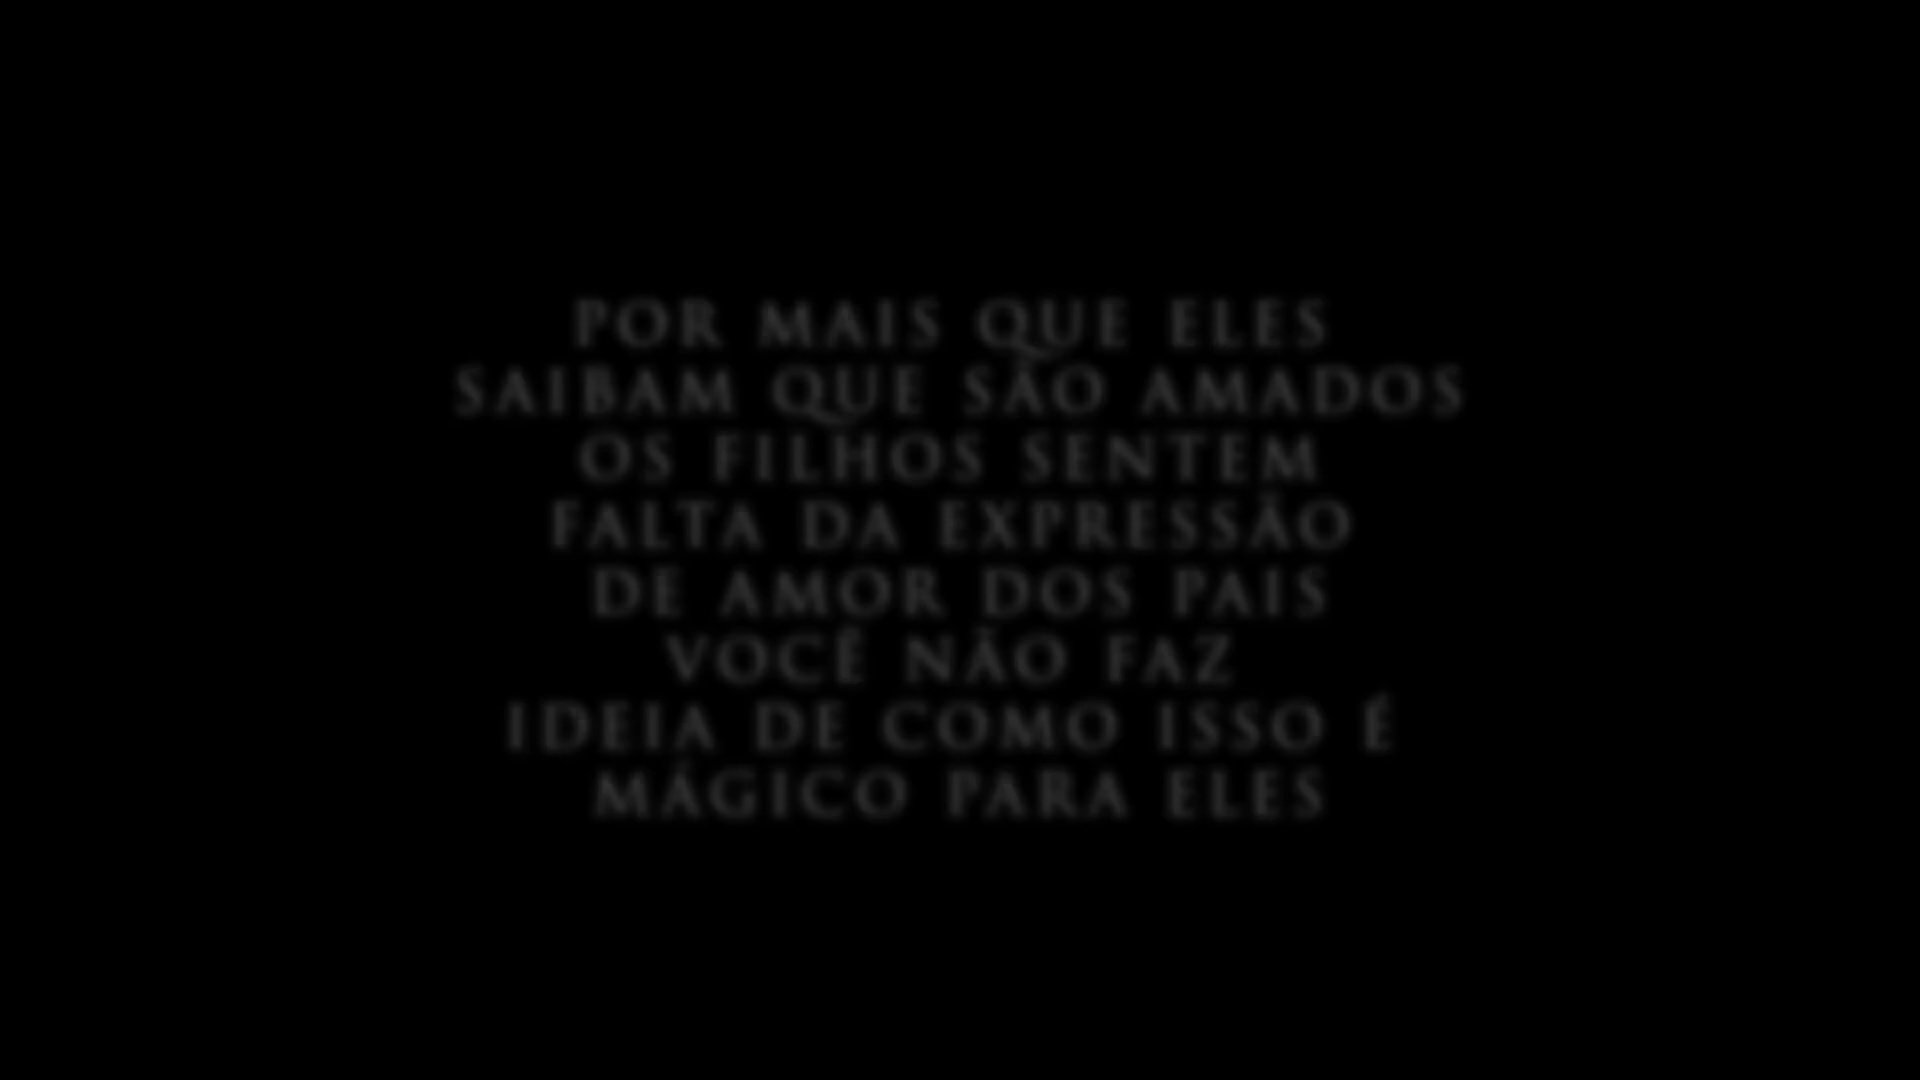 POR MAIS QUE ELES
SAIBAM QUE SÃO AMADOS
OS FILHOS SENTEM
FALTA DA EXPRESSÃO
DE AMOR DOS PAIS
VOCÊ NÃO FAZ
IDEIA DE COMO ISSO É
MÁGICO PARA ELES